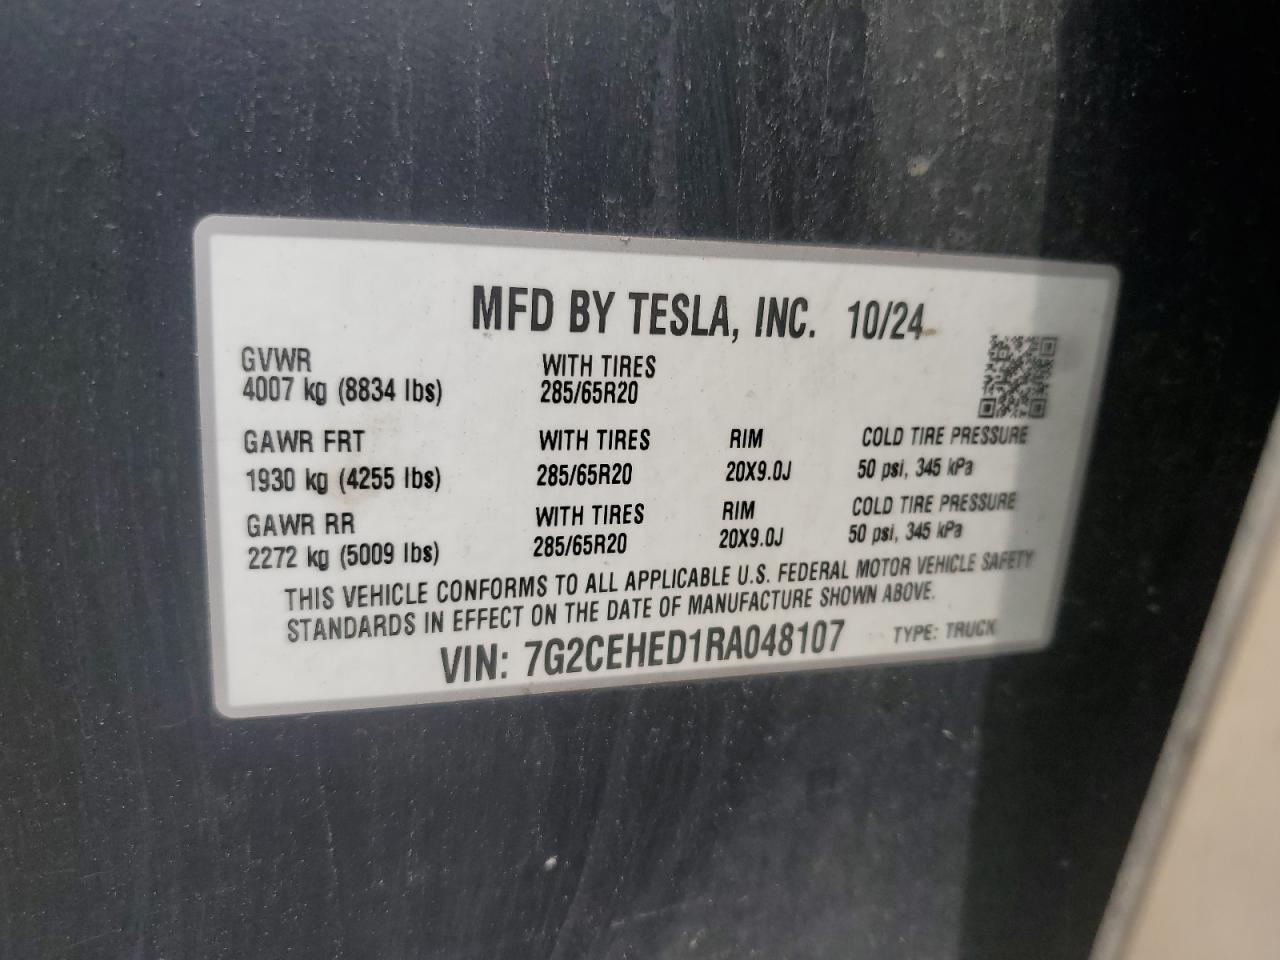 MFD BY TESLA, INC. 10/24
GVWR WITH TIRES
4007 kg (8834 lbs) 285/65R20
GAWR FRT WITH TIRES RIM COLD TIRE PRESSURE
1930 kg (4255 lbs) 285/65R20 20X9.0J 50 psi, 345 kPa
GAWR RR WITH TIRES RIM COLD TIRE PRESSURE
2272 kg (5009 lbs) 285/65R20 20X9.0J 50 psi, 345 kPa
THIS VEHICLE CONFORMS TO ALL APPLICABLE U.S. FEDERAL MOTOR VEHICLE SAFETY
STANDARDS IN EFFECT ON THE DATE OF MANUFACTURE SHOWN ABOVE.
VIN: 7G2CEHED1RA048107 TYPE: TRUCK